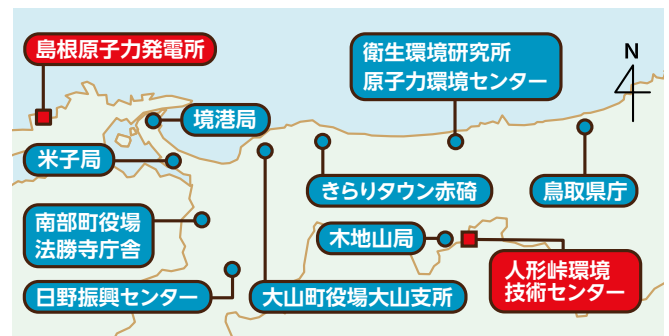 島根原子力発電所
衛生環境研究所
原子力環境センター
N
境港局
米子局
きらりタウン赤碕
鳥取県庁
南部町役場
法勝寺庁舎
木地山局
人形峠環境
技術センター
日野振興センター
大山町役場大山支所